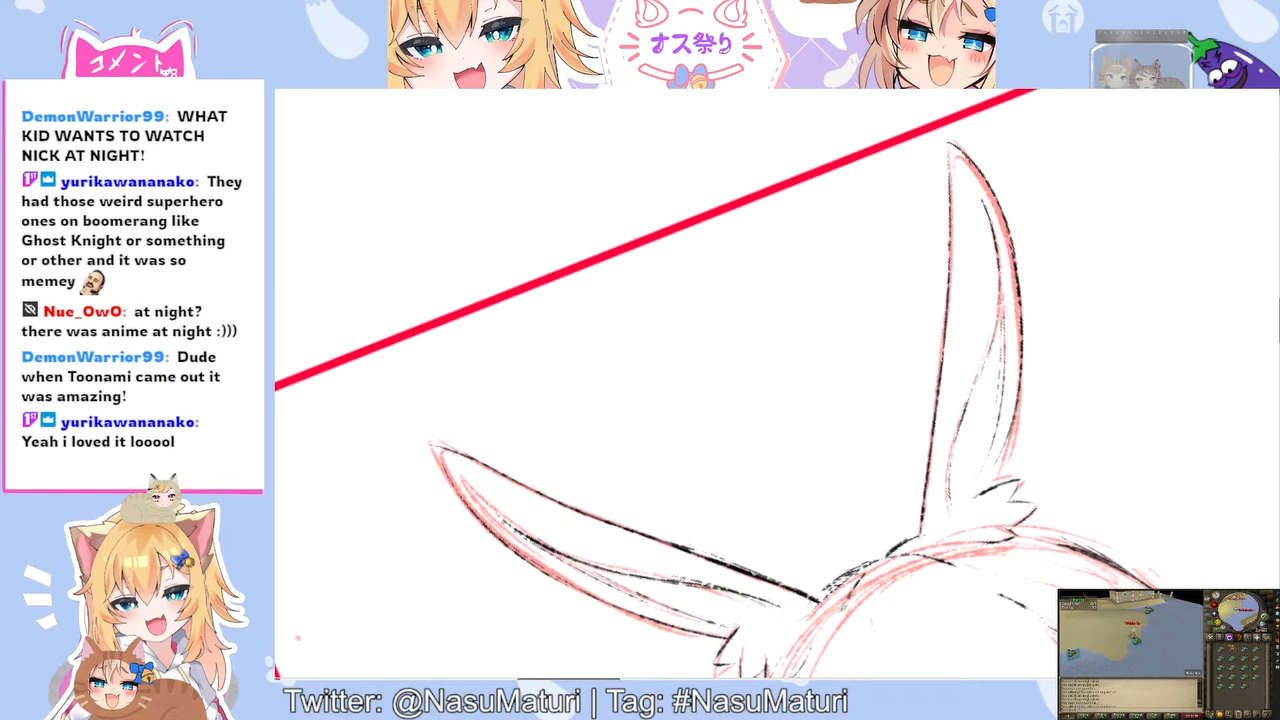 コメント
ナス祭り
DemonWarrior99: WHAT
KID WANTS TO WATCH
NICK AT NIGHT!
yurikawananako: They
had those weird superhero
ones on boomerang like
Ghost Knight or something
or other and it was so
memey
Nue_OwO: at night?
there was anime at night :)))
DemonWarrior99: Dude
when Toonami came out it
was amazing!
yurikawananako:
Yeah i loved it looool
Twitter: @NasuMaturi | Tag: #NasuMaturi